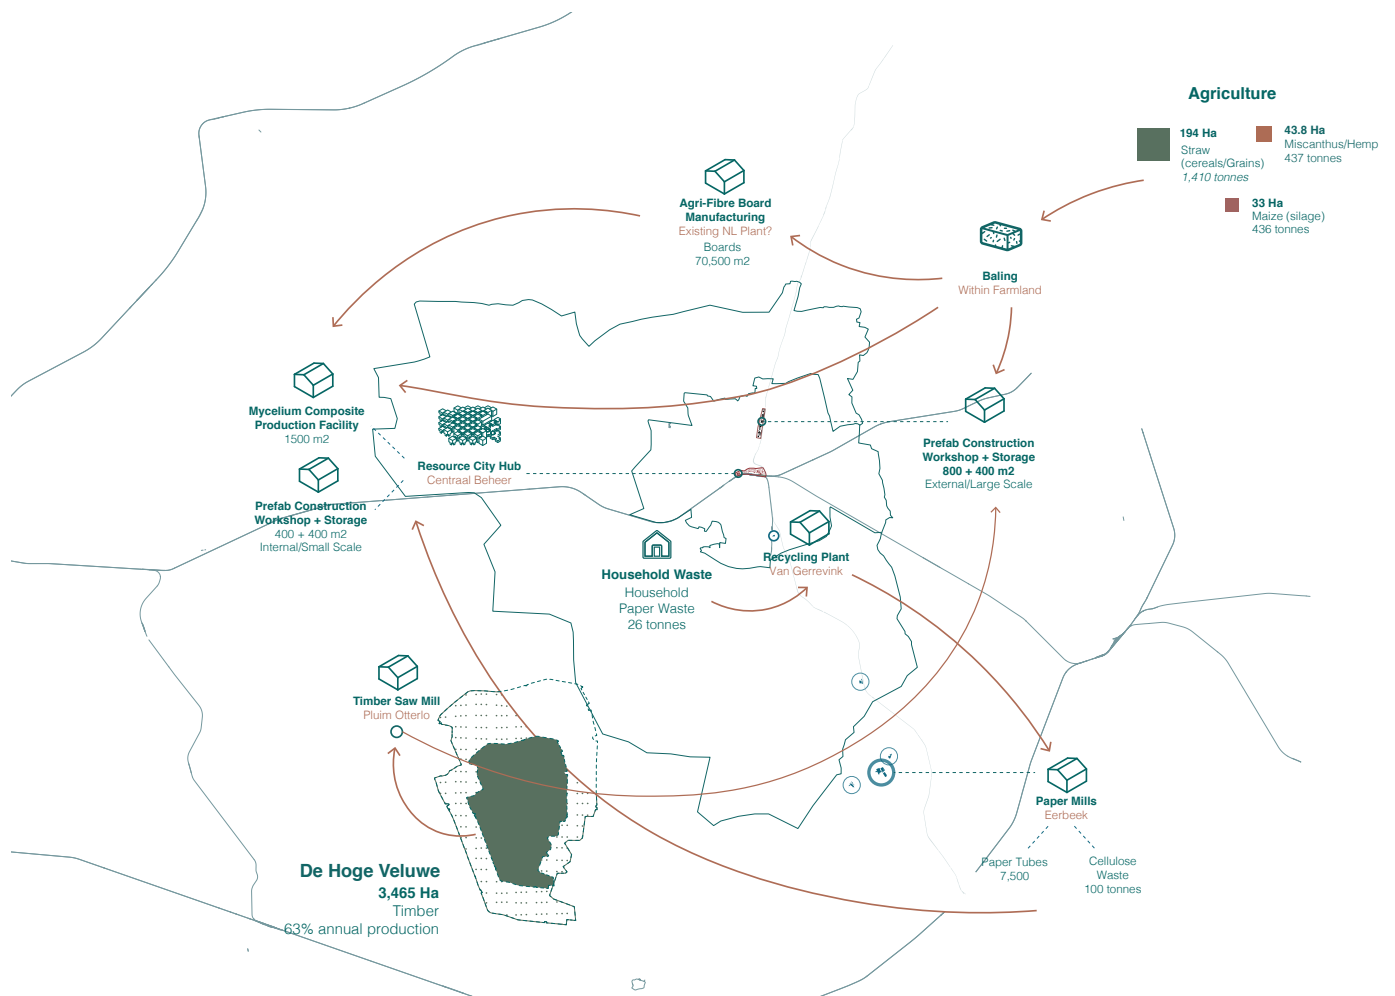 Agriculture
194 Ha
Straw
(cereals/Grains)
1,410 tonnes
43.8 Ha
Miscanthus/Hemp
437 tonnes
33 Ha
Maize (silage)
436 tonnes
Agri-Fibre Board
Manufacturing
Existing NL Plant?
Boards
70,500 m2
Baling
Within Farmland
Mycelium Composite
Production Facility
1500 m2
Resource City Hub
Centraal Beheer
Prefab Construction
Workshop + Storage
800 + 400 m2
External/Large Scale
Prefab Construction
Workshop + Storage
400 + 400 m2
Internal/Small Scale
Household Waste
Household
Paper Waste
26 tonnes
Recycling Plant
Van Gerrevink
Timber Saw Mill
Pluim Otterlo
Paper Mills
Eerbeek
Paper Tubes
7,500
Cellulose
Waste
100 tonnes
De Hoge Veluwe
3,465 Ha
Timber
63% annual production